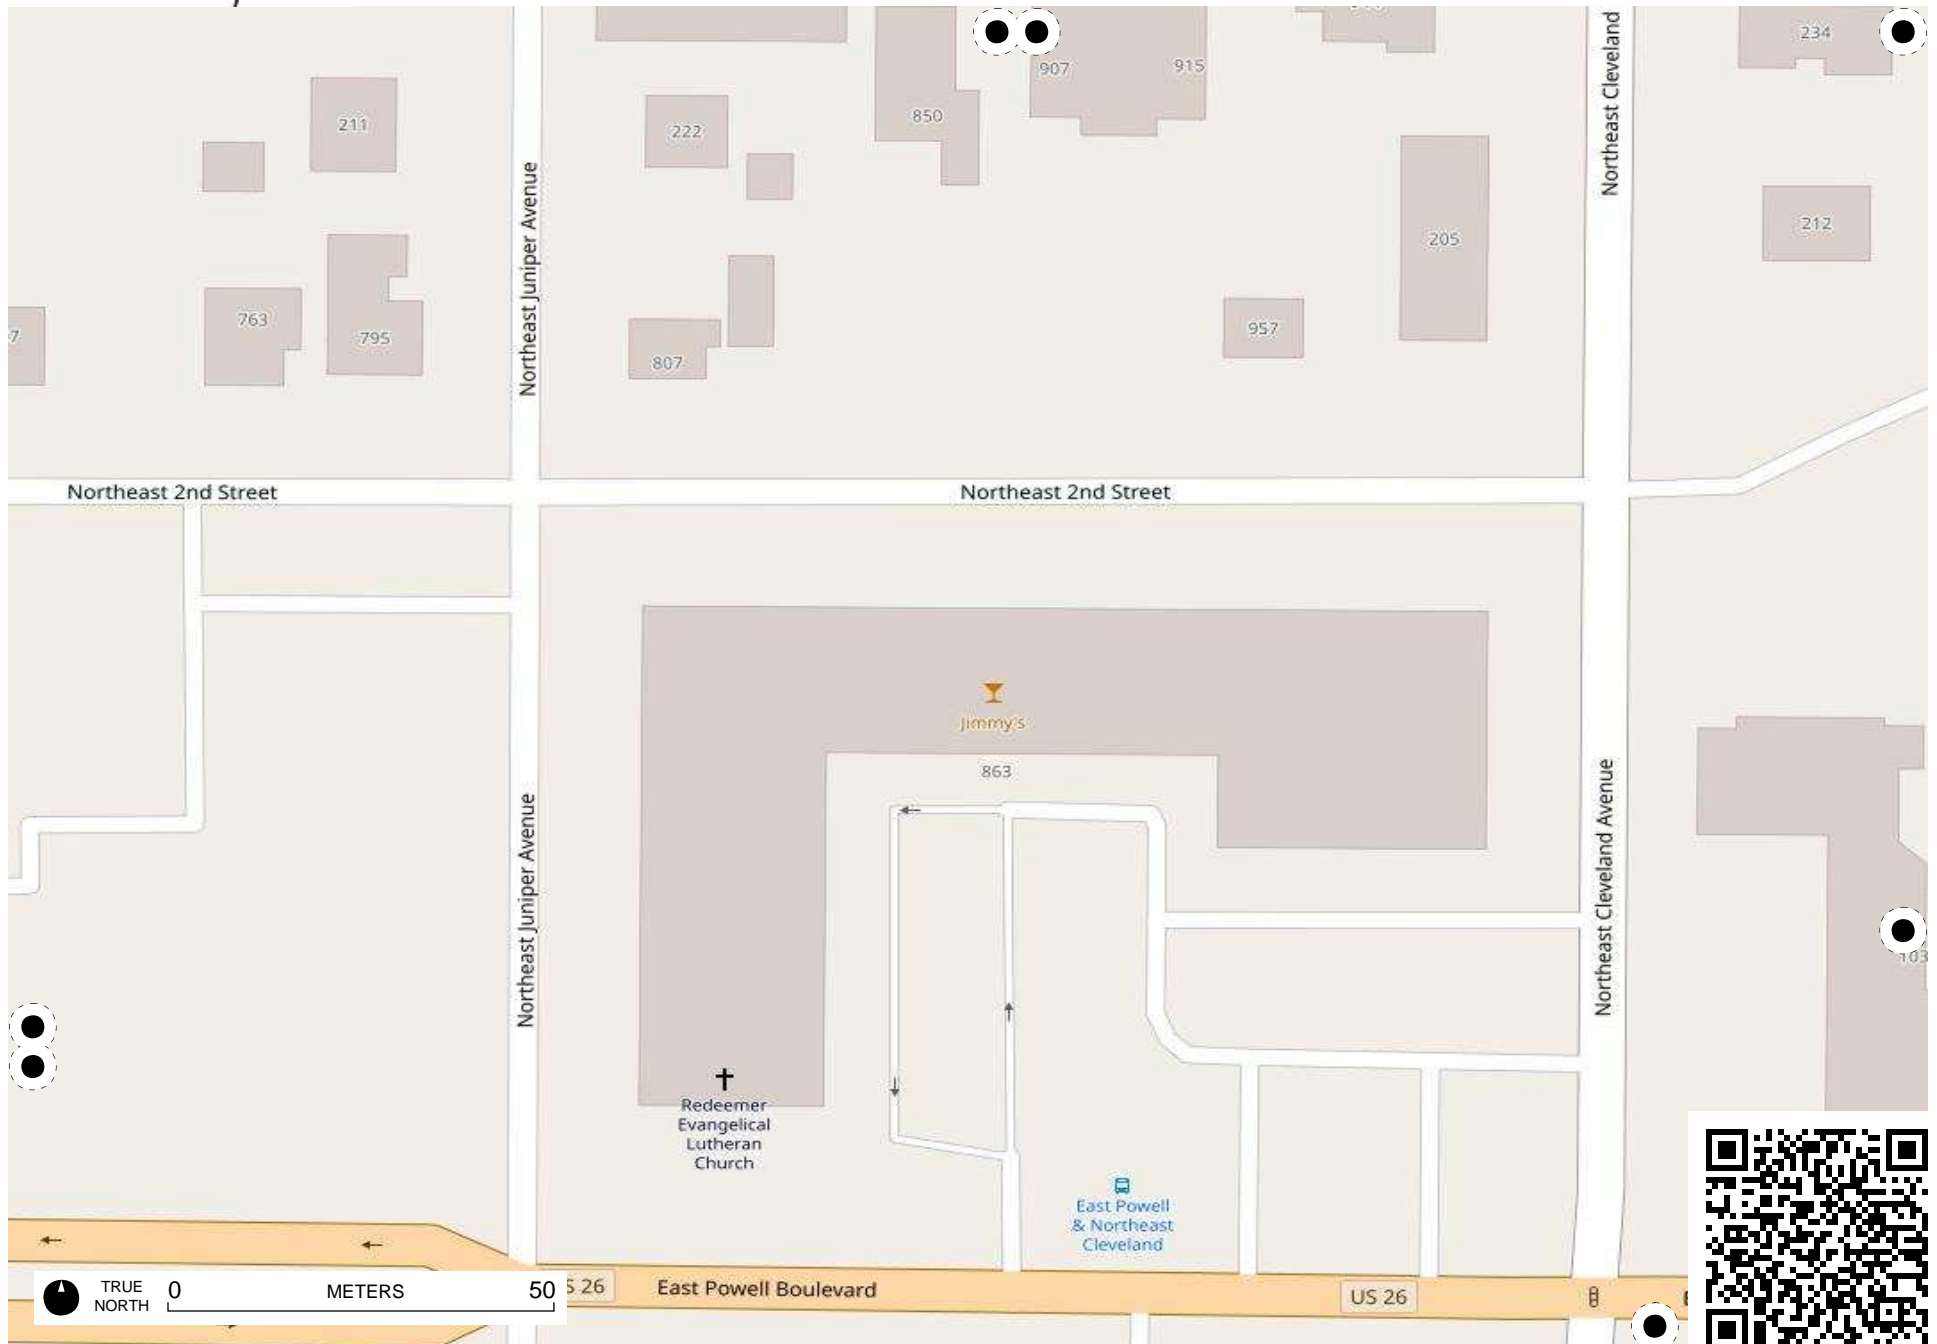 907
915
234
211
222
850
Northeast Cleveland
205
212
Northeast Juniper Avenue
763
795
807
957
7
Northeast 2nd Street
Northeast 2nd Street
Jimmy's
863
Northeast Juniper Avenue
Northeast Cleveland Avenue
103
Redeemer
Evangelical
Lutheran
Church
East Powell
& Northeast
Cleveland
TRUE
NORTH
0
METERS
50
S 26
East Powell Boulevard
US 26